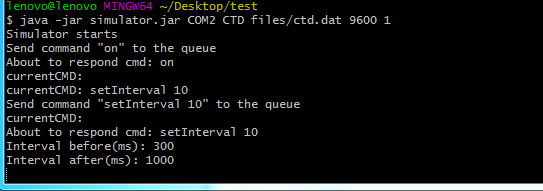 lenovo@lenovo MINGW64 ~/Desktop/test
$ java -jar simulator.jar COM2 CTD files/ctd.dat 9600 1
Simulator starts
Send command "on" to the queue
About to respond cmd: on
currentCMD:
currentCMD: setInterval 10
Send command "setInterval 10" to the queue
currentCMD:
About to respond cmd: setInterval 10
Interval before(ms): 300
Interval after(ms): 1000